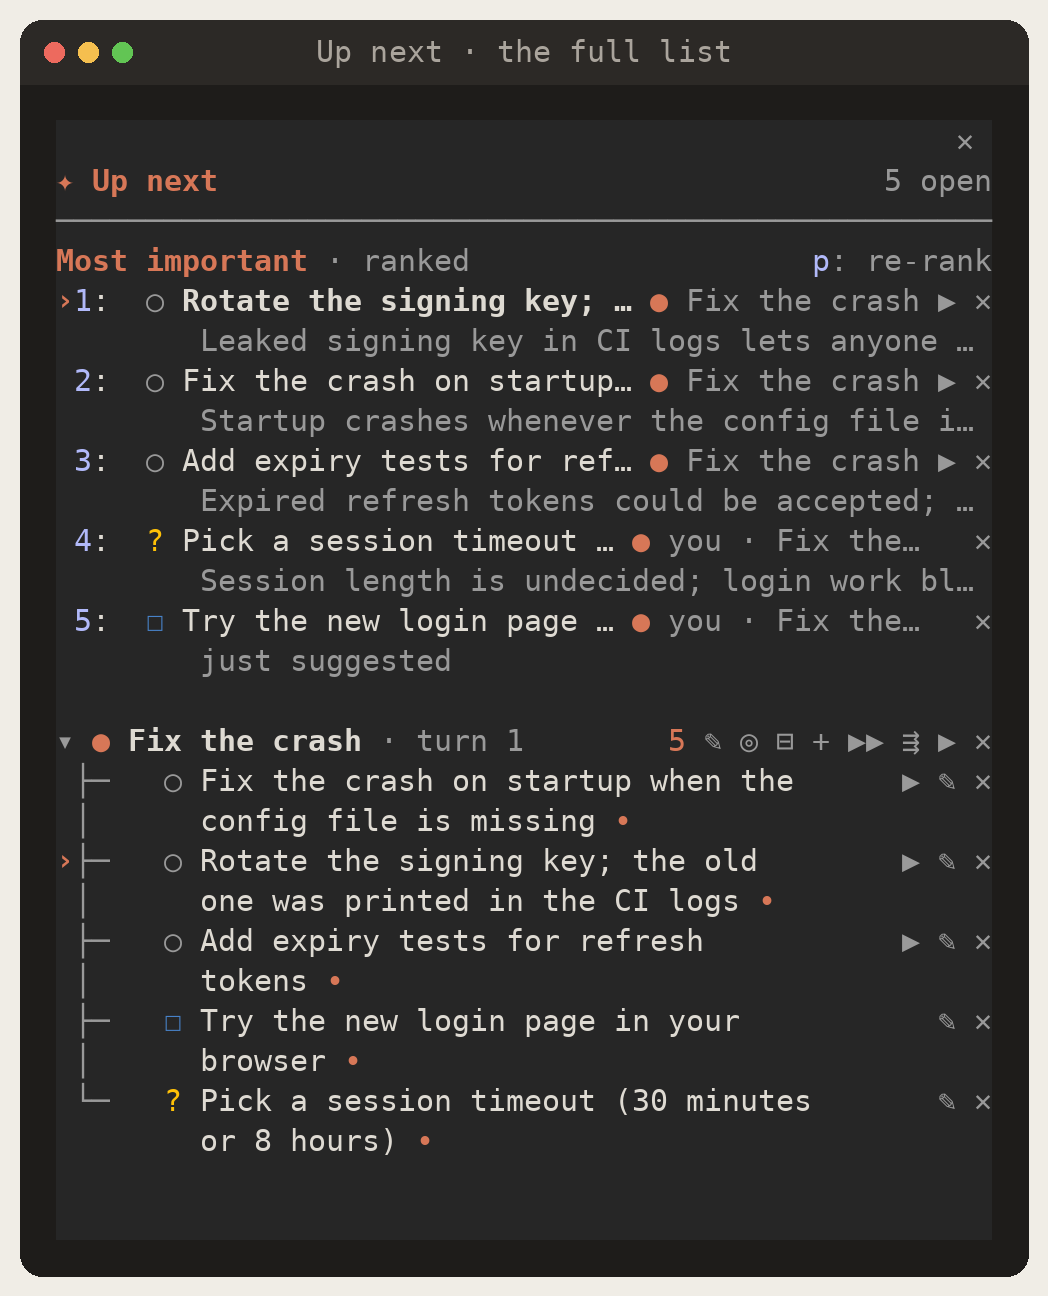 Up next · the full list
×
✦ Up next 5 open
Most important · ranked p: re-rank
›1: ○ Rotate the signing key; … ● Fix the crash ▶ ×
Leaked signing key in CI logs lets anyone …
2: ○ Fix the crash on startup… ● Fix the crash ▶ ×
Startup crashes whenever the config file i…
3: ○ Add expiry tests for ref… ● Fix the crash ▶ ×
Expired refresh tokens could be accepted; …
4: ? Pick a session timeout … ● you · Fix the… ×
Session length is undecided; login work bl…
5: ☐ Try the new login page … ● you · Fix the… ×
just suggested
▾ ● Fix the crash · turn 1 5 ✎ ◎ ⊟ + ▶▶ ⇶ ▶ ×
├─ ○ Fix the crash on startup when the ▶ ✎ ×
│ config file is missing •
›├─ ○ Rotate the signing key; the old ▶ ✎ ×
│ one was printed in the CI logs •
├─ ○ Add expiry tests for refresh ▶ ✎ ×
│ tokens •
├─ ☐ Try the new login page in your ✎ ×
│ browser •
└─ ? Pick a session timeout (30 minutes ✎ ×
or 8 hours) •